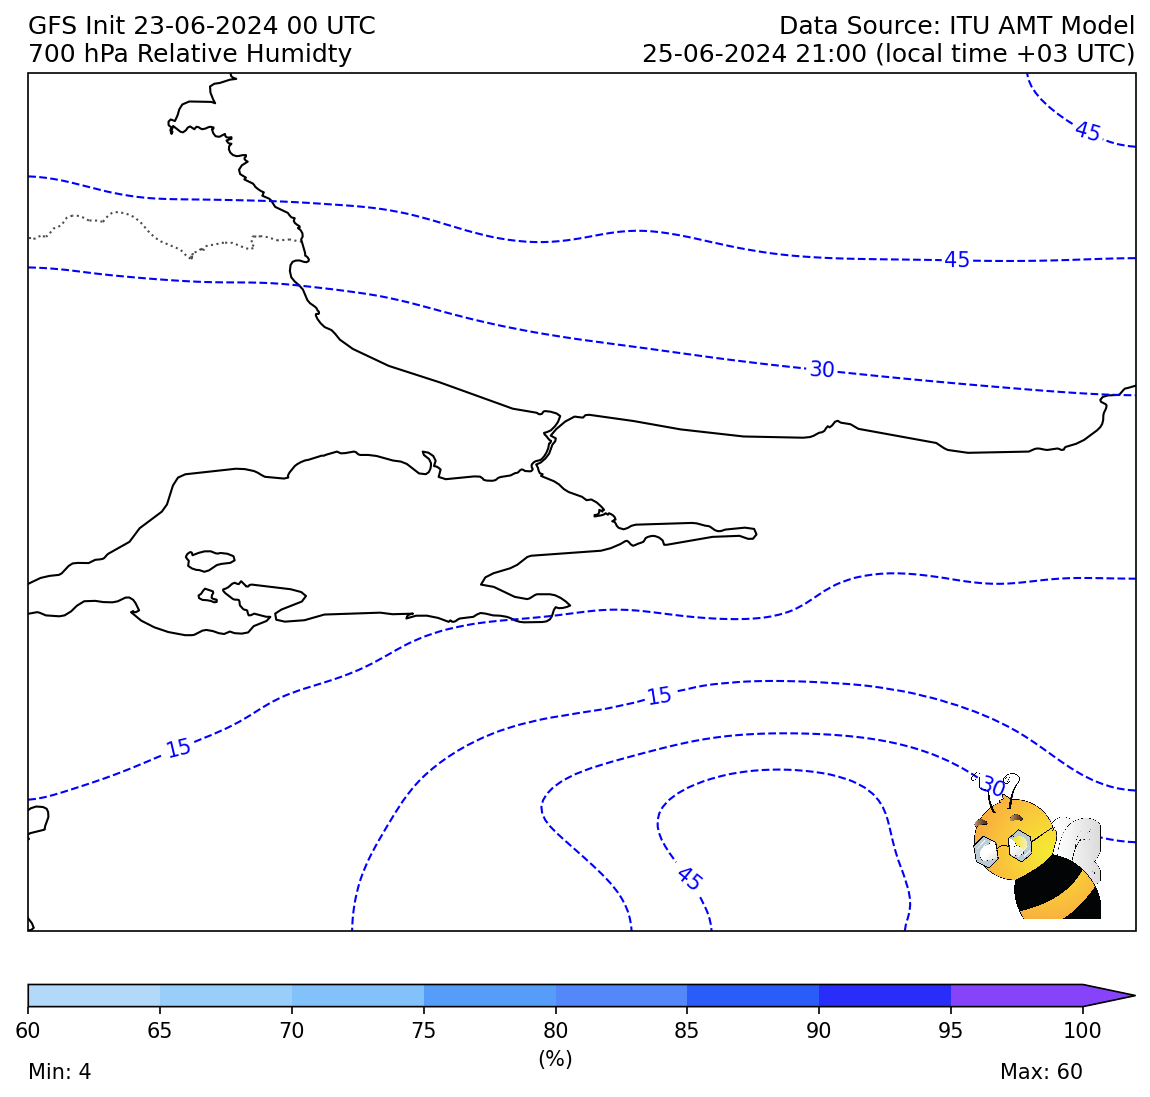 GFS Init 23-06-2024 00 UTC
Data Source: ITU AMT Model
700 hPa Relative Humidty
25-06-2024 21:00 (local time +03 UTC)
45
45
30
15
15
30
45
60 65 70 75 80 85 90 95 100
(%)
Min: 4
Max: 60